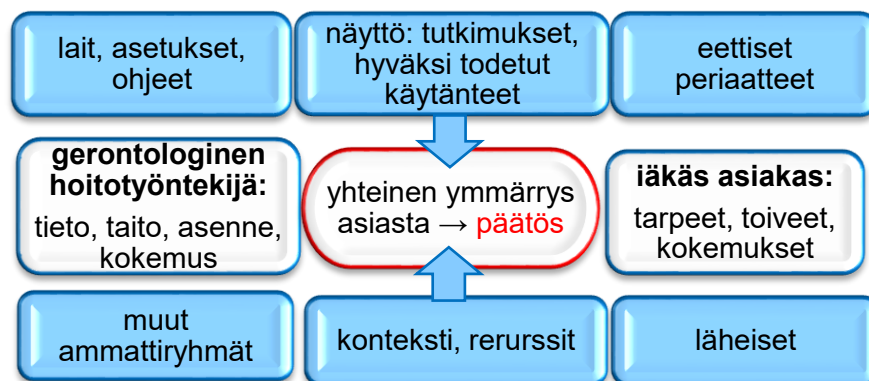 lait, asetukset,
ohjeet
näyttö: tutkimukset,
hyväksi todetut
käytänteet
eettiset
periaatteet
gerontologinen
hoitotyöntekijä:
tieto, taito, asenne,
kokemus
yhteinen ymmärrys
asiasta → päätös
iäkäs asiakas:
tarpeet, toiveet,
kokemukset
muut
ammattiryhmät
konteksti, rerurssit
läheiset